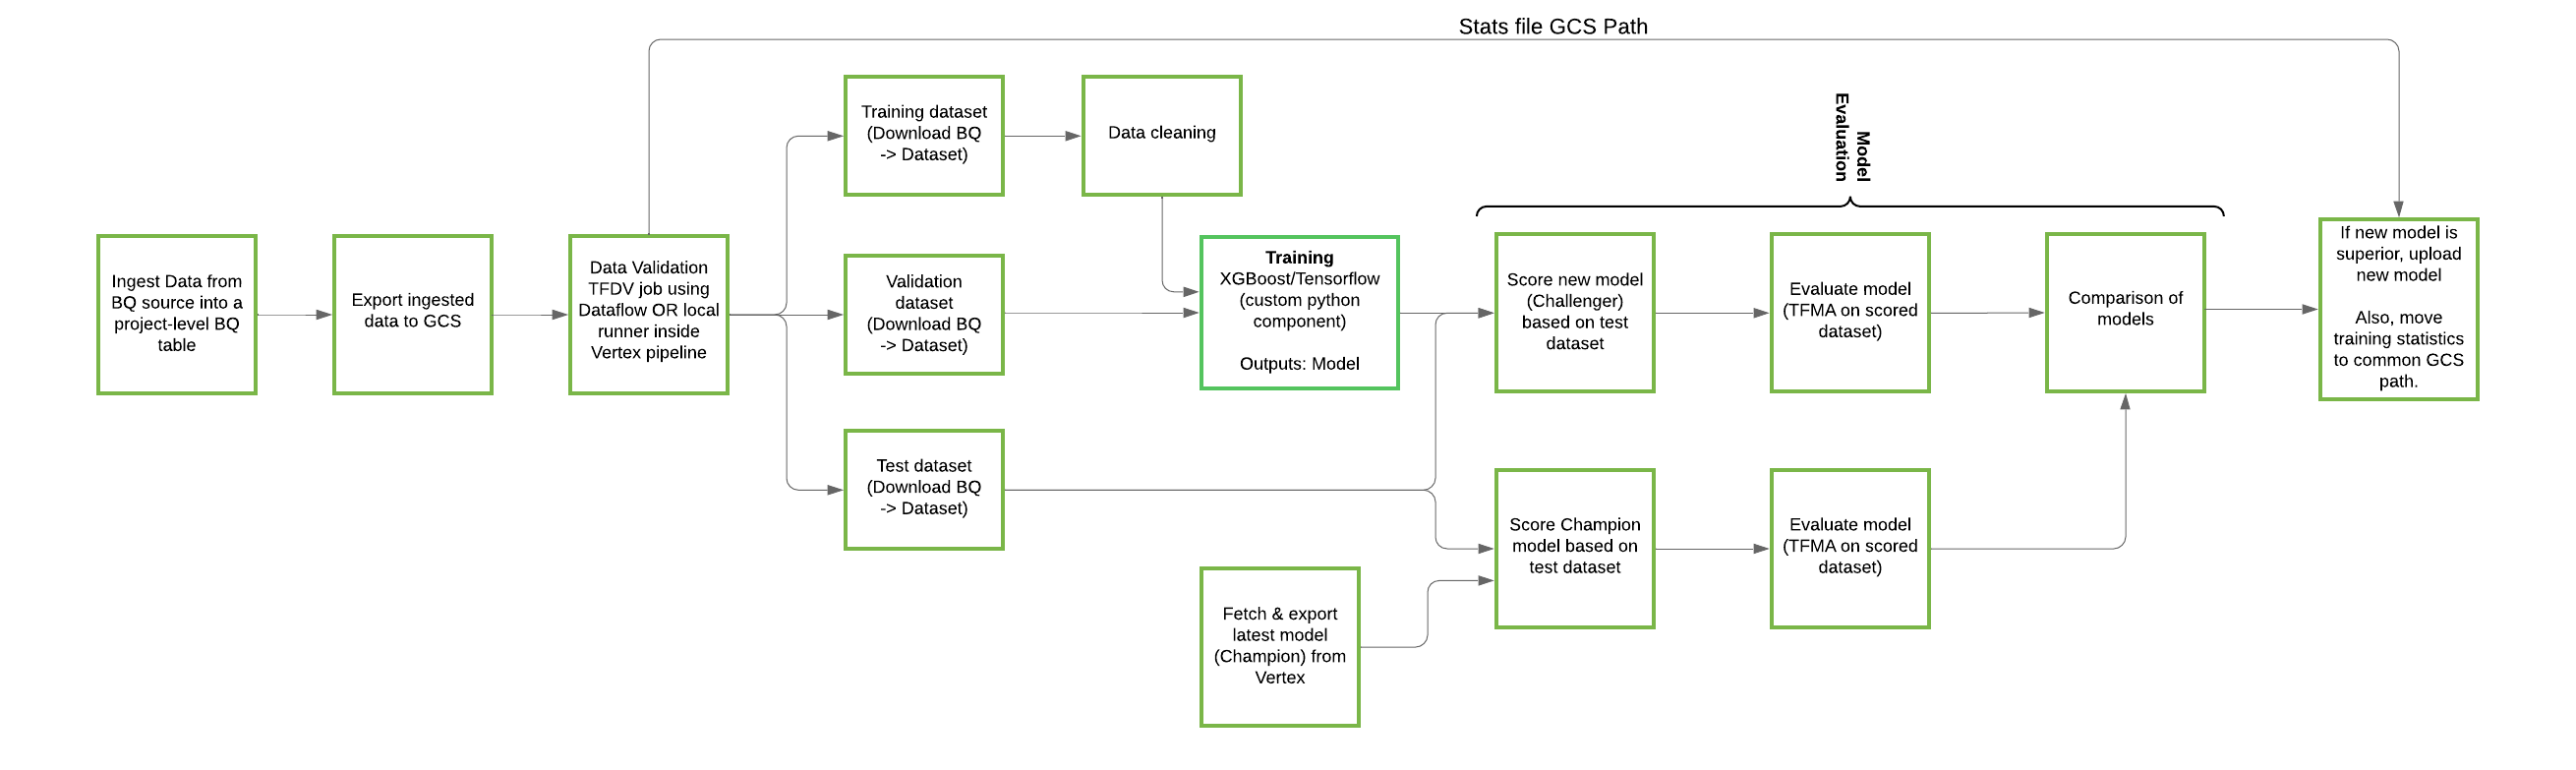 Stats file GCS Path
Ingest Data from
BQ source into a
project-level BQ
table
Export ingested
data to GCS
Data Validation
TFDV job using
Dataflow OR local
runner inside
Vertex pipeline
Training dataset
(Download BQ
-> Dataset)
Data cleaning
Validation
dataset
(Download BQ
-> Dataset)
Test dataset
(Download BQ
-> Dataset)
Training
XGBoost/Tensorflow
(custom python
component)
Outputs: Model
Fetch & export
latest model
(Champion) from
Vertex
Model
Evaluation
Score new model
(Challenger)
based on test
dataset
Evaluate model
(TFMA on scored
dataset)
Comparison of
models
Score Champion
model based on
test dataset
Evaluate model
(TFMA on scored
dataset)
If new model is
superior, upload
new model
Also, move
training statistics
to common GCS
path.